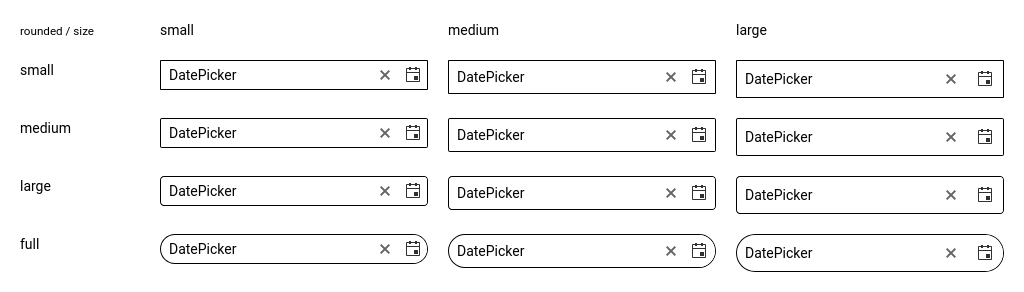 rounded / size small medium large
small DatePicker DatePicker DatePicker
medium DatePicker DatePicker DatePicker
large DatePicker DatePicker DatePicker
full DatePicker DatePicker DatePicker